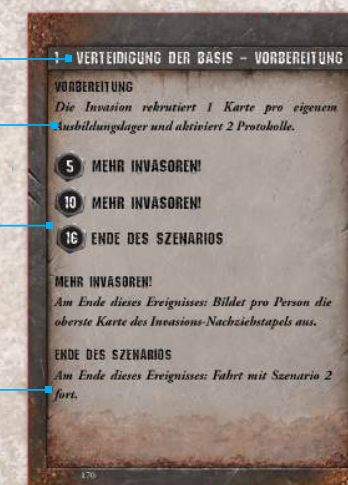 1 - VERTEIDIGUNG DER BASIS - VORBEREITUNG
VORBEREITUNG
Die Invasion rekrutiert 1 Karte pro eigenem
Ausbildungslager und aktiviert 2 Protokolle.
5 MEHR INVASOREN!
10 MEHR INVASOREN!
16 ENDE DES SZENARIOS
MEHR INVASOREN!
Am Ende dieses Ereignisses: Bildet pro Person die
oberste Karte des Invasions-Nachziehstapels aus.
ENDE DES SZENARIOS
Am Ende dieses Ereignisses: Fahrt mit Szenario 2
fort.
170